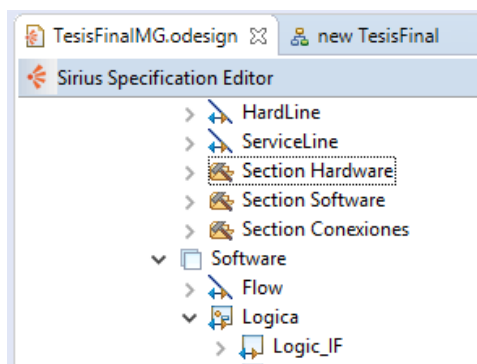 TesisFinalMG.odesign new TesisFinal
Sirius Specification Editor
HardLine
ServiceLine
Section Hardware
Section Software
Section Conexiones
Software
Flow
Logica
Logic_IF